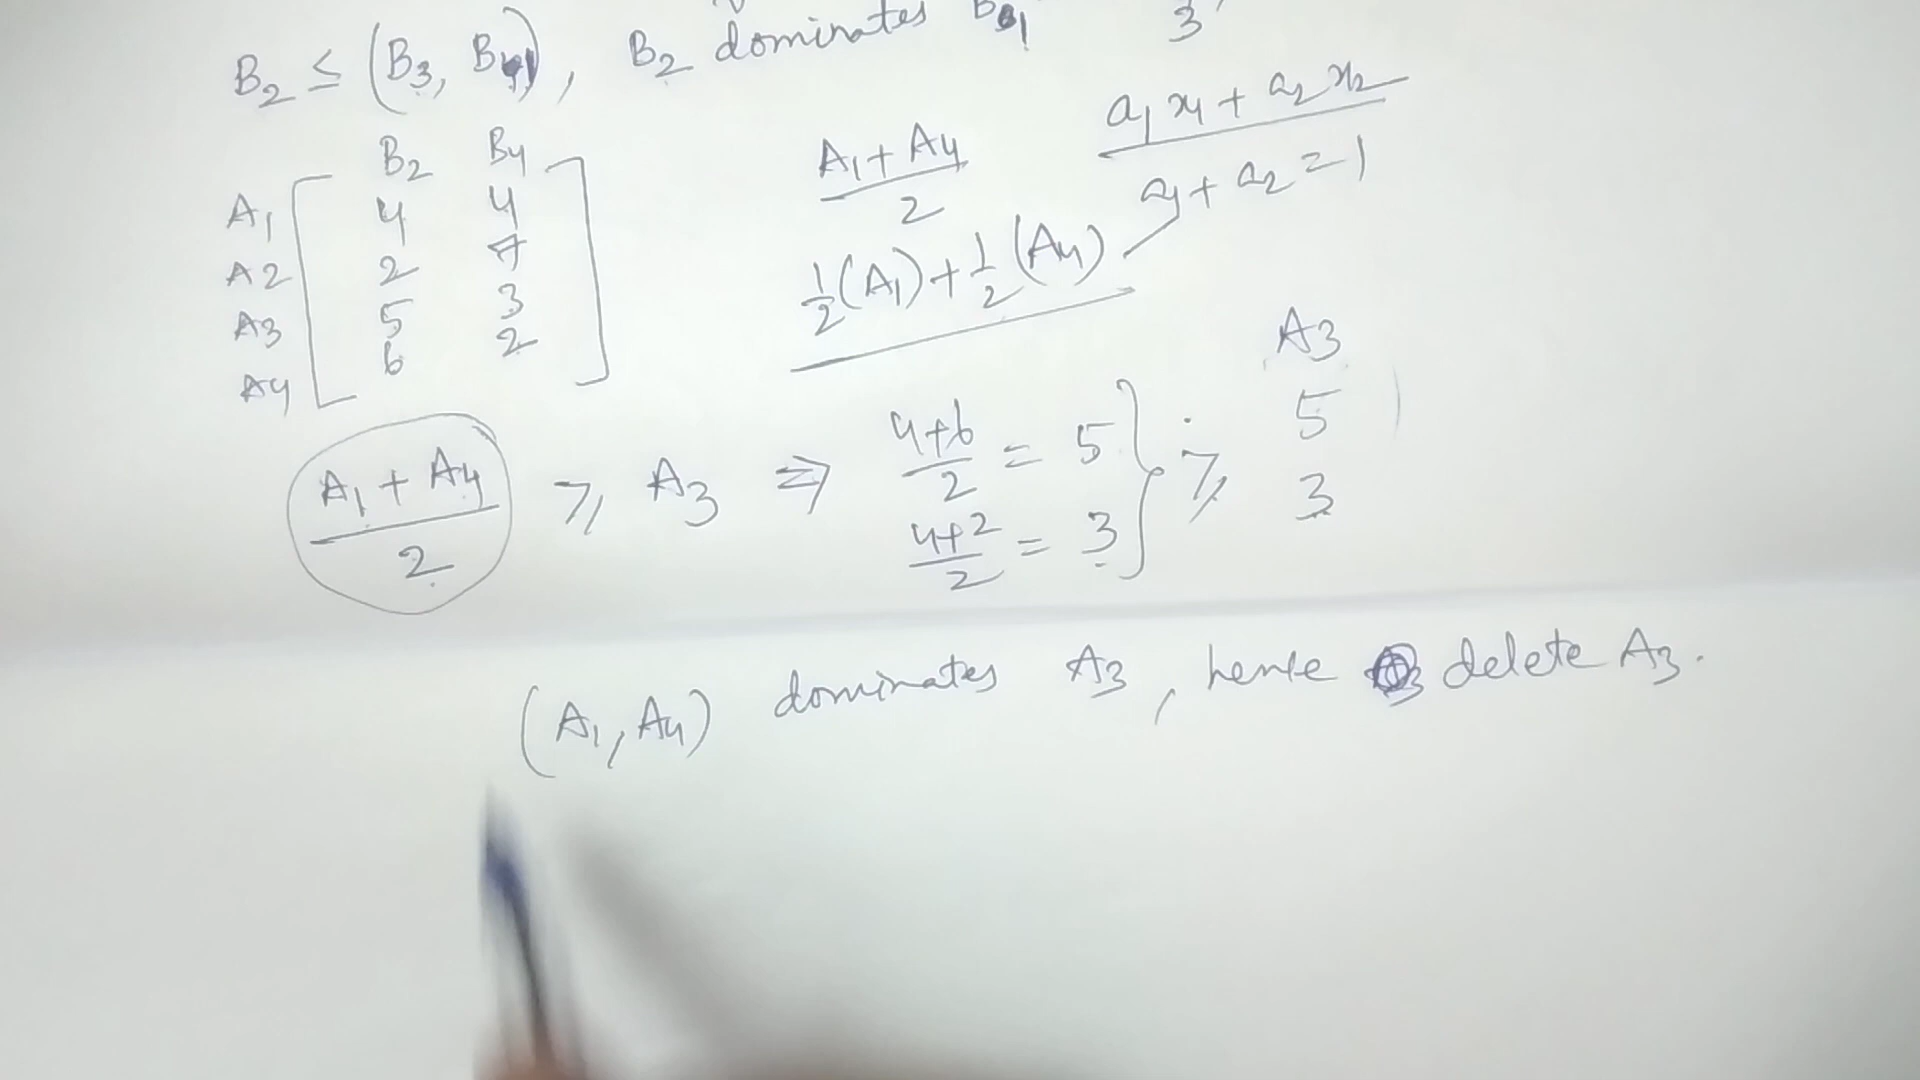 B2 ≤ (B3, B4), B2 dominates B1 3
B2 B4
A1 4 4
A2 2 7
A3 5 3
A4 6 2
(A1 + A4)/2
(a1 x1 + a2 x2)/(a1 + a2 = 1)
1/2 (A1) + 1/2 (A4)
(A1 + A4)/2 ≥ A3 ⇒ (4+6)/2 = 5
(4+2)/2 = 3 } ≥
A3
5
3
(A1, A4) dominates A3, hence delete A3.